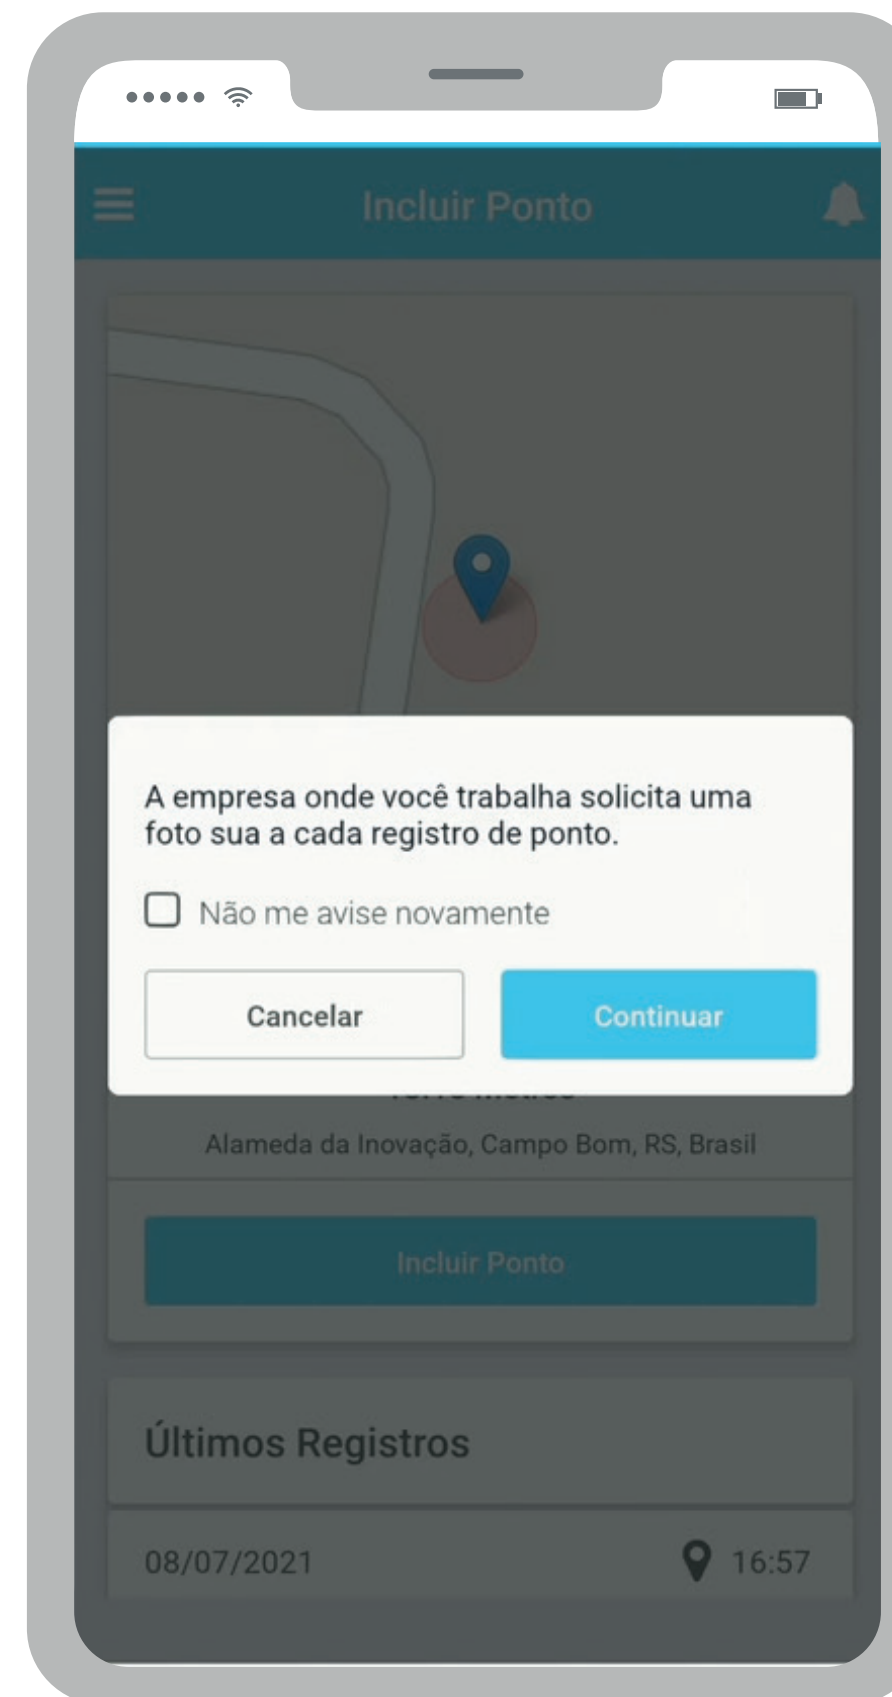 Incluir Ponto
A empresa onde você trabalha solicita uma
foto sua a cada registro de ponto.
Não me avise novamente
Cancelar
Continuar
Alameda da Inovação, Campo Bom, RS, Brasil
Incluir Ponto
Últimos Registros
08/07/2021 16:57